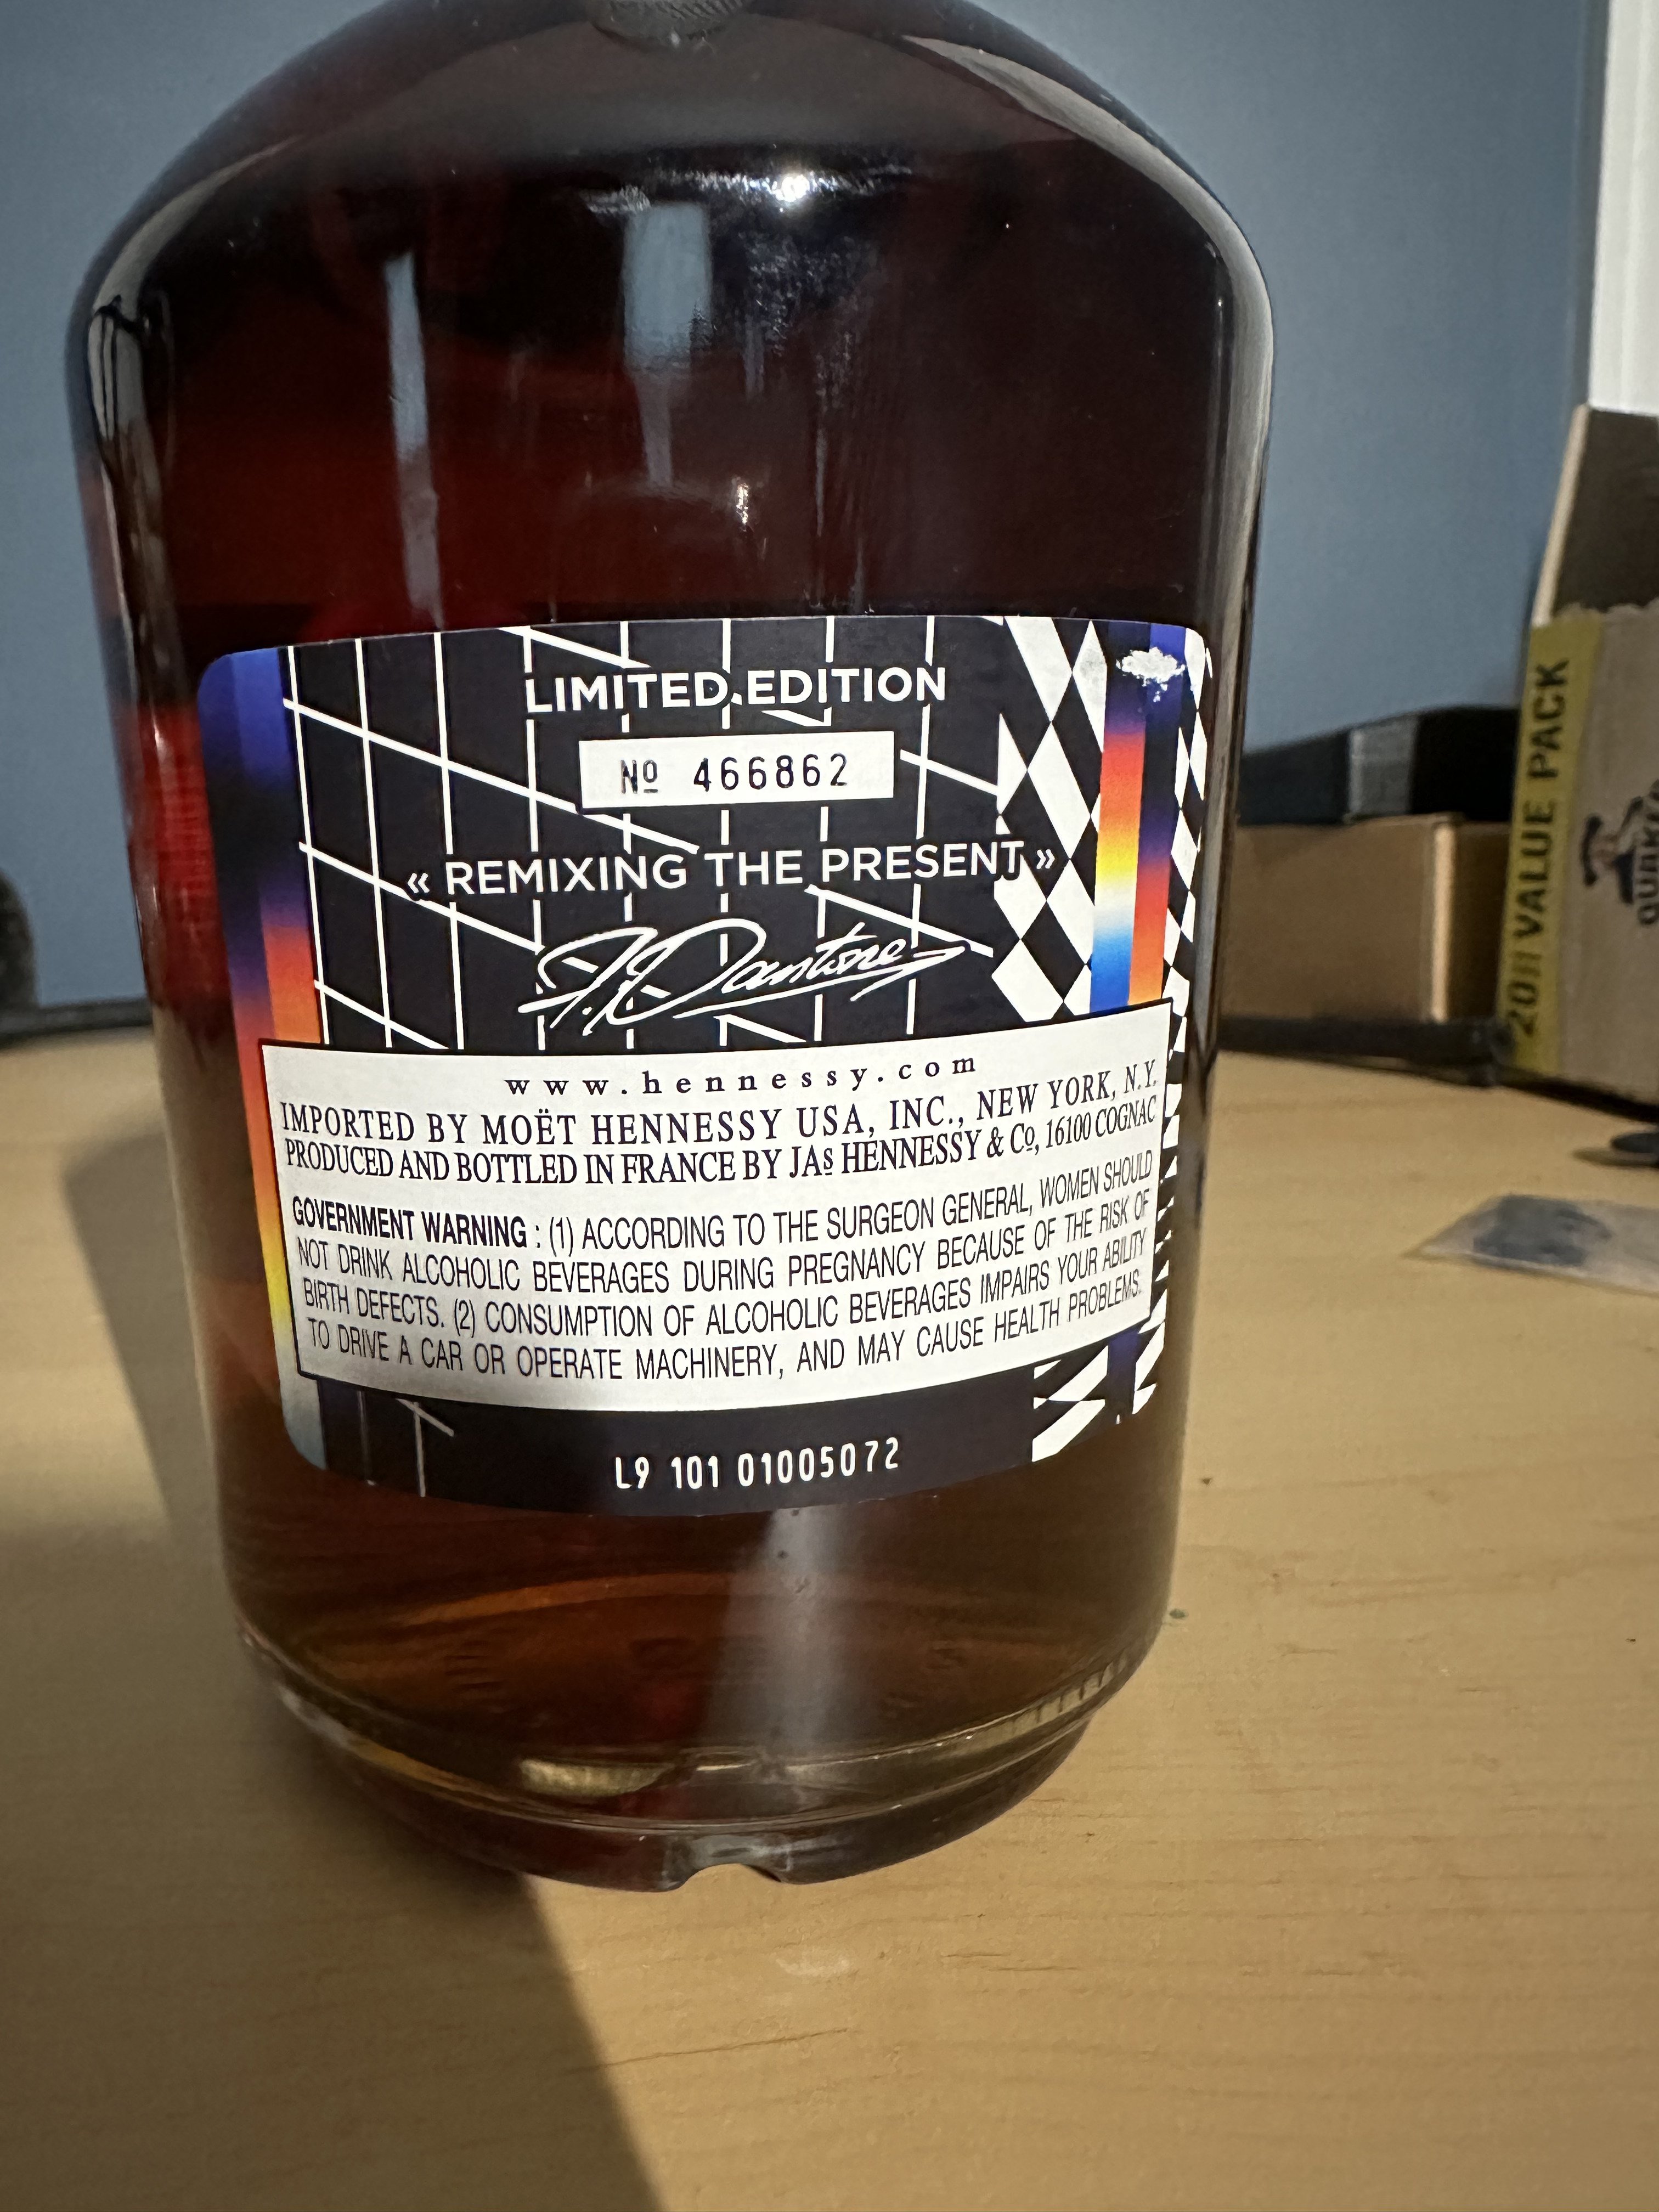 LIMITED EDITION
Nº 466862
« REMIXING THE PRESENT »
F.E. Pantone
www.hennessy.com
IMPORTED BY MOËT HENNESSY USA, INC., NEW YORK, N.Y.
PRODUCED AND BOTTLED IN FRANCE BY JAs HENNESSY & Cº, 16100 COGNAC
GOVERNMENT WARNING : (1) ACCORDING TO THE SURGEON GENERAL, WOMEN SHOULD
NOT DRINK ALCOHOLIC BEVERAGES DURING PREGNANCY BECAUSE OF THE RISK OF
BIRTH DEFECTS. (2) CONSUMPTION OF ALCOHOLIC BEVERAGES IMPAIRS YOUR ABILITY
TO DRIVE A CAR OR OPERATE MACHINERY, AND MAY CAUSE HEALTH PROBLEMS.
L9 101 01005072
VALUE PACK